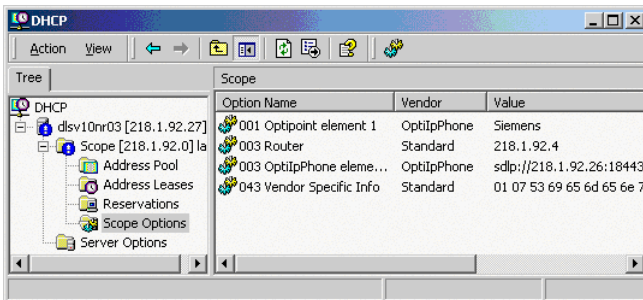 DHCP
Action View
Tree
Scope
DHCP
dlsv10nr03 [218.1.92.27]
Scope [218.1.92.0] la
Address Pool
Address Leases
Reservations
Scope Options
Server Options
Option Name Vendor Value
001 Optipoint element 1 OptiIpPhone Siemens
003 Router Standard 218.1.92.4
003 OptiIpPhone eleme... OptiIpPhone sdlp://218.1.92.26:18443
043 Vendor Specific Info Standard 01 07 53 69 65 6d 65 6e 7